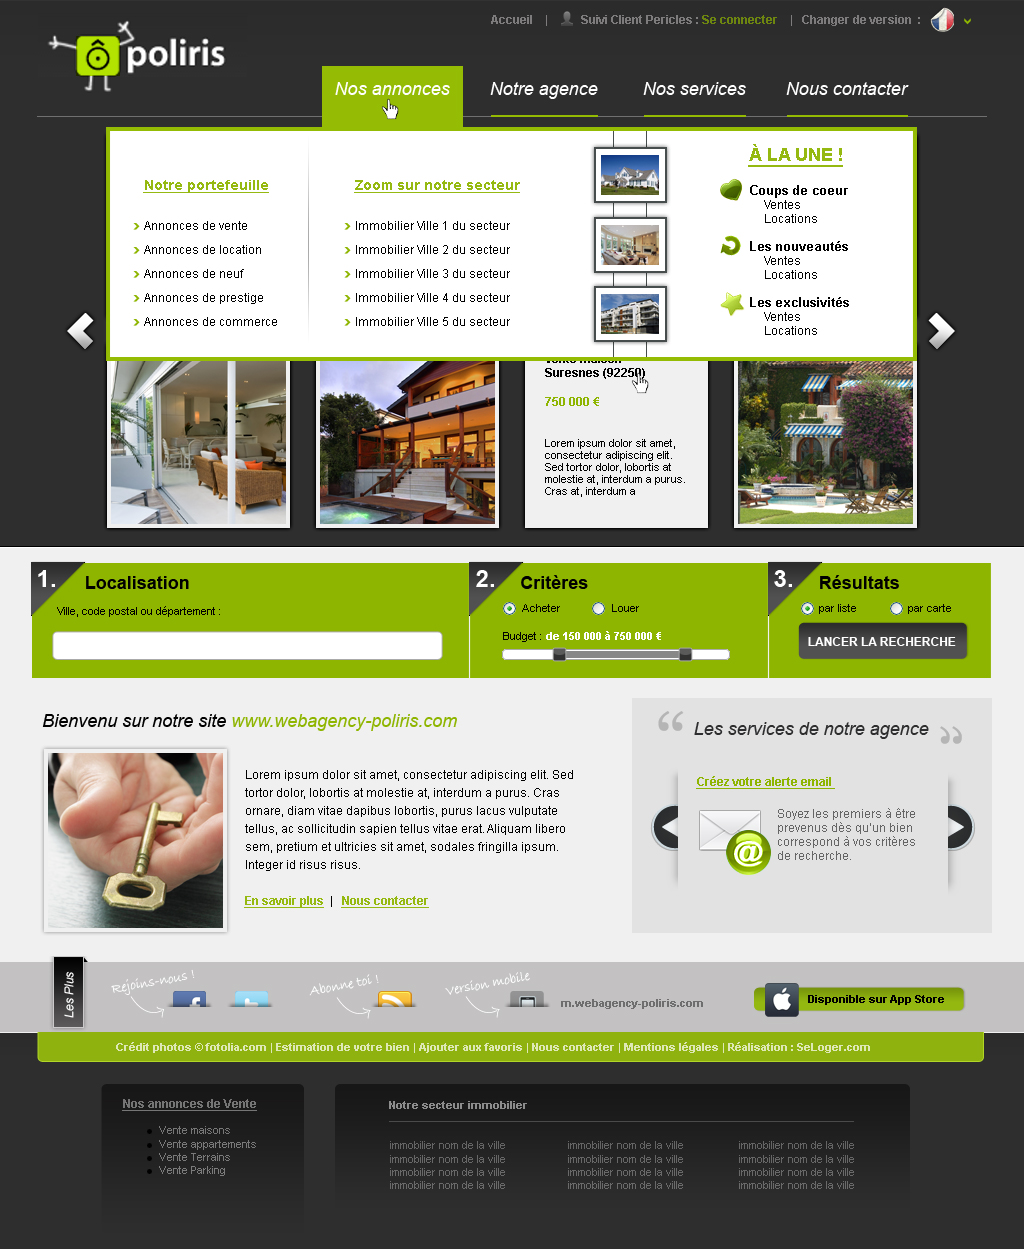 Accueil | Suivi Client Pericles : Se connecter | Changer de version :
poliris
Nos annonces
Notre agence
Nos services
Nous contacter
Notre portefeuille
Annonces de vente
Annonces de location
Annonces de neuf
Annonces de prestige
Annonces de commerce
Zoom sur notre secteur
Immobilier Ville 1 du secteur
Immobilier Ville 2 du secteur
Immobilier Ville 3 du secteur
Immobilier Ville 4 du secteur
Immobilier Ville 5 du secteur
À LA UNE !
Coups de coeur
Ventes
Locations
Les nouveautés
Ventes
Locations
Les exclusivités
Ventes
Locations
Vente maison
Suresnes (92250)
750 000 €
Lorem ipsum dolor sit amet,
consectetur adipiscing elit.
Sed tortor dolor, lobortis at
molestie at, interdum a purus.
Cras at, interdum a
1. Localisation
Ville, code postal ou département :
2. Critères
Acheter
Louer
Budget : de 150 000 à 750 000 €
3. Résultats
par liste
par carte
LANCER LA RECHERCHE
Bienvenu sur notre site www.webagency-poliris.com
Lorem ipsum dolor sit amet, consectetur adipiscing elit. Sed
tortor dolor, lobortis at molestie at, interdum a purus. Cras
ornare, diam vitae dapibus lobortis, purus lacus vulputate
tellus, ac sollicitudin sapien tellus vitae erat. Aliquam libero
sem, pretium et ultricies sit amet, sodales fringilla ipsum.
Integer id risus risus.
En savoir plus | Nous contacter
“ Les services de notre agence ”
Créez votre alerte email
@
Soyez les premiers à être
prevenus dès qu'un bien
correspond à vos critères
de recherche.
Les Plus
Rejoins-nous !
Abonne toi !
Version mobile
m.webagency-poliris.com
Disponible sur App Store
Crédit photos © fotolia.com | Estimation de votre bien | Ajouter aux favoris | Nous contacter | Mentions légales | Réalisation : SeLoger.com
Nos annonces de Vente
Vente maisons
Vente appartements
Vente Terrains
Vente Parking
Notre secteur immobilier
immobilier nom de la ville immobilier nom de la ville immobilier nom de la ville
immobilier nom de la ville immobilier nom de la ville immobilier nom de la ville
immobilier nom de la ville immobilier nom de la ville immobilier nom de la ville
immobilier nom de la ville immobilier nom de la ville immobilier nom de la ville